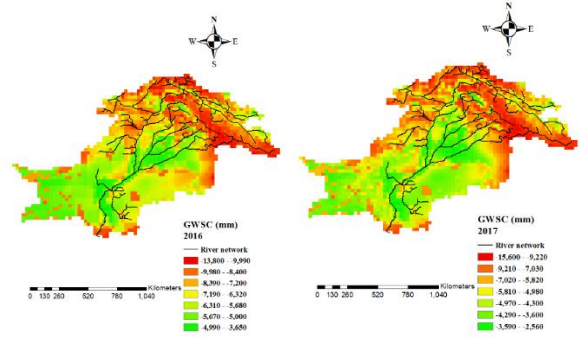 N
W E
S
GWSC (mm)
2016
River network
-13,800 - -9,990
-9,980 - -8,400
-8,390 - -7,200
-7,190 - -6,320
-6,310 - -5,680
-5,670 - -5,000
-4,990 - -3,650
Kilometers
0 130 260 520 780 1,040
N
W E
S
GWSC (mm)
2017
River network
-15,600 - -9,220
-9,210 - -7,030
-7,020 - -5,820
-5,810 - -4,980
-4,970 - -4,300
-4,290 - -3,600
-3,590 - -2,560
Kilometers
0 130 260 520 780 1,040